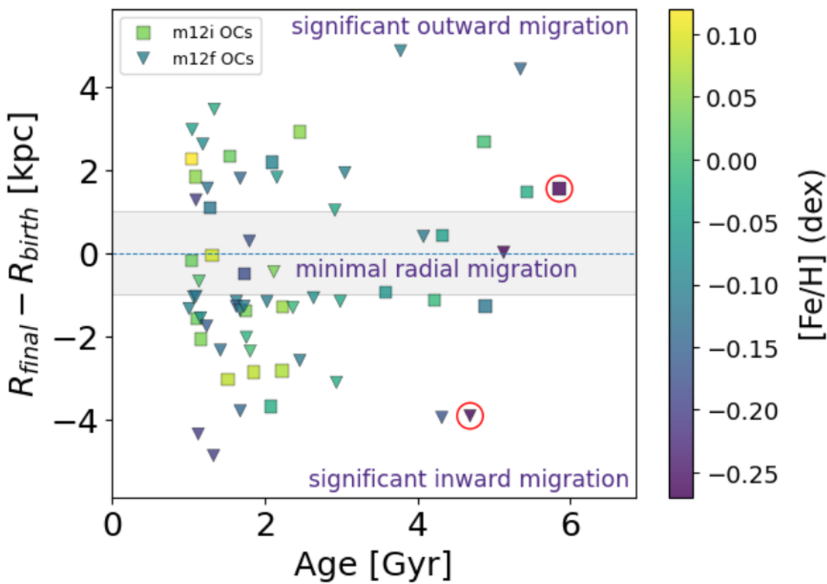 m12i OCs
m12f OCs
significant outward migration
minimal radial migration
significant inward migration
R_final − R_birth [kpc]
4
2
0
−2
−4
0
2
4
6
Age [Gyr]
0.10
0.05
0.00
−0.05
−0.10
−0.15
−0.20
−0.25
[Fe/H] (dex)